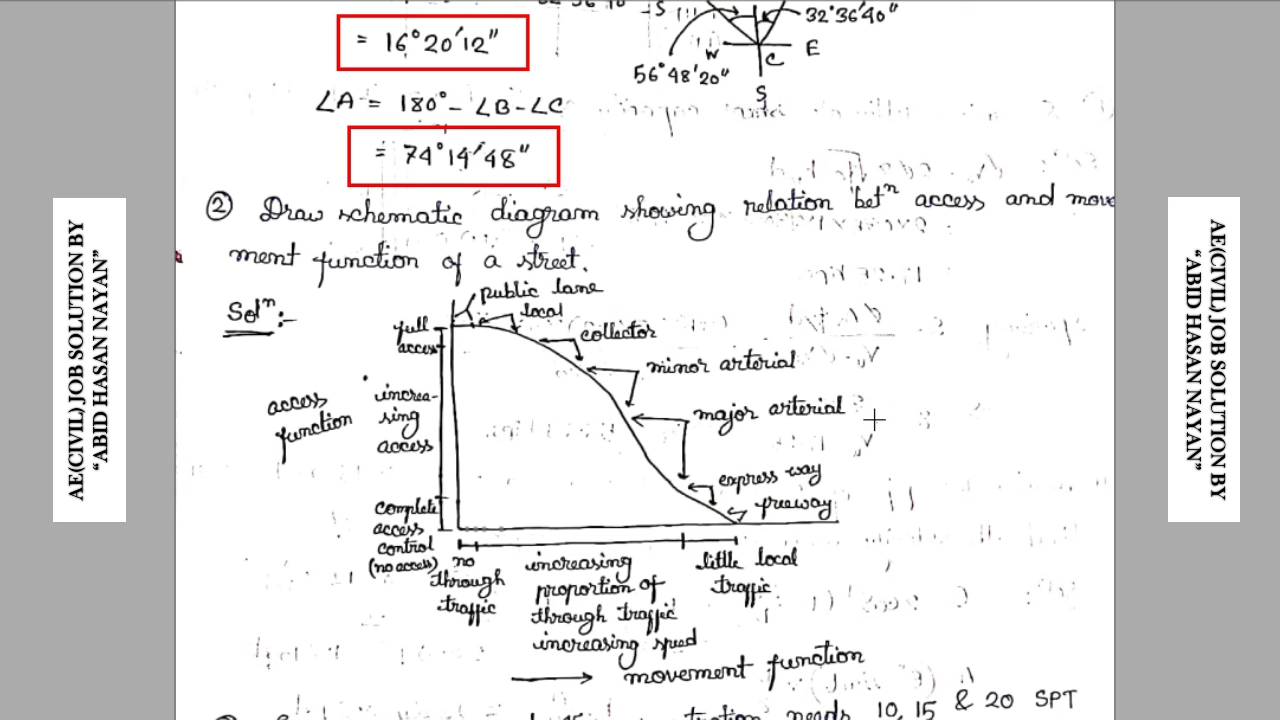 32°36'40"
= 16°20'12"
S
W
E
C
56°48'20"
S
∠A = 180° - ∠B - ∠C
= 74°14'48"
② Draw schematic diagram showing relation betⁿ access and move
ment function of a street.
Solⁿ:-
public lane
local
full
access
collector
minor arterial
access
function
increa-
sing
access
major arterial
express way
freeway
complete
access
control
(no access)
no
through
traffic
increasing
proportion of
through traffic
increasing speed
little local
traffic
movement function
needs 10, 15 & 20 SPT
AE(CIVIL) JOB SOLUTION BY
"ABID HASAN NAYAN"
AE(CIVIL) JOB SOLUTION BY
"ABID HASAN NAYAN"